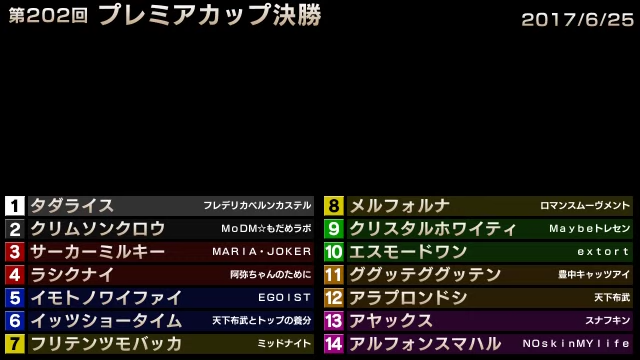 第202回 プレミアカップ決勝 2017/6/25
1 タダライス フレデリカベルンカステル
2 クリムソンクロウ MoDM☆もだめラボ
3 サーカーミルキー MARIA・JOKER
4 ラシクナイ 阿弥ちゃんのために
5 イモトノワイファイ EGOIST
6 イッツショータイム 天下布武とトップの養分
7 フリテンツモバッカ ミッドナイト
8 メルフォルナ ロマンスムーヴメント
9 クリスタルホワイティ Maybeトレセン
10 エスモードワン extort
11 ググッテググッテン 豊中キャッツアイ
12 アラブロンドシ 天下布武
13 アヤックス スナフキン
14 アルフォンスマハル NOskinMYlife